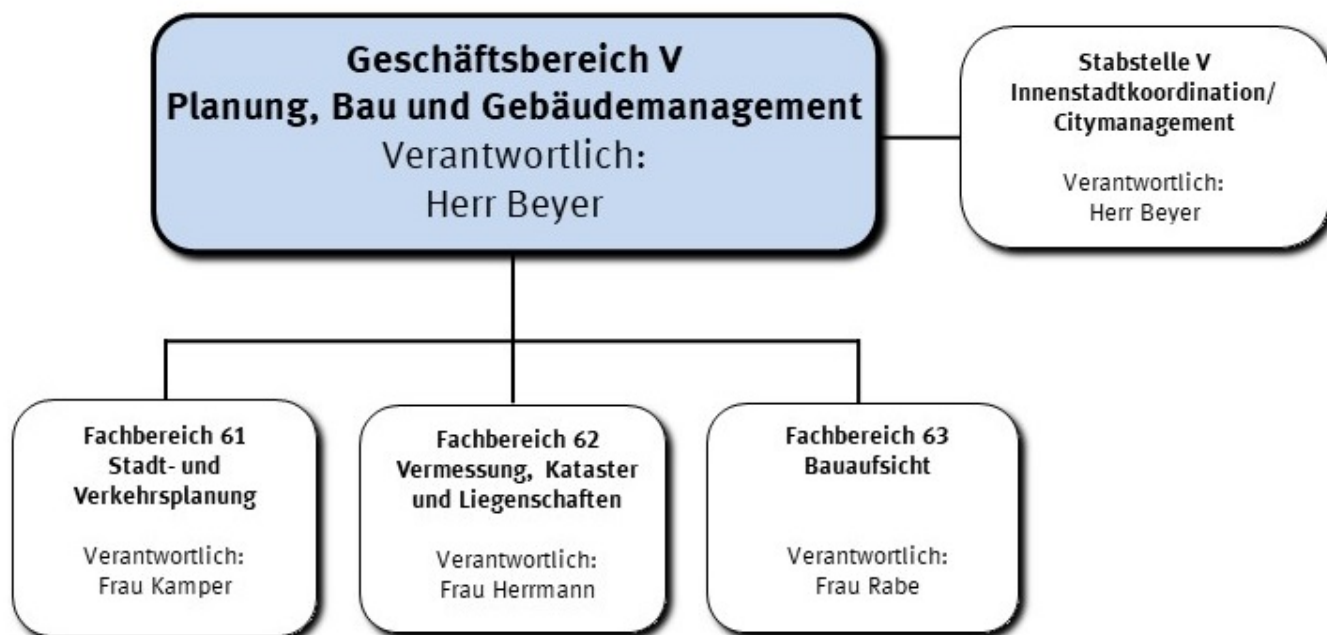 Geschäftsbereich V
Planung, Bau und Gebäudemanagement
Verantwortlich:
Herr Beyer
Stabstelle V
Innenstadtkoordination/
Citymanagement
Verantwortlich:
Herr Beyer
Fachbereich 61
Stadt- und
Verkehrsplanung
Verantwortlich:
Frau Kamper
Fachbereich 62
Vermessung, Kataster
und Liegenschaften
Verantwortlich:
Frau Herrmann
Fachbereich 63
Bauaufsicht
Verantwortlich:
Frau Rabe